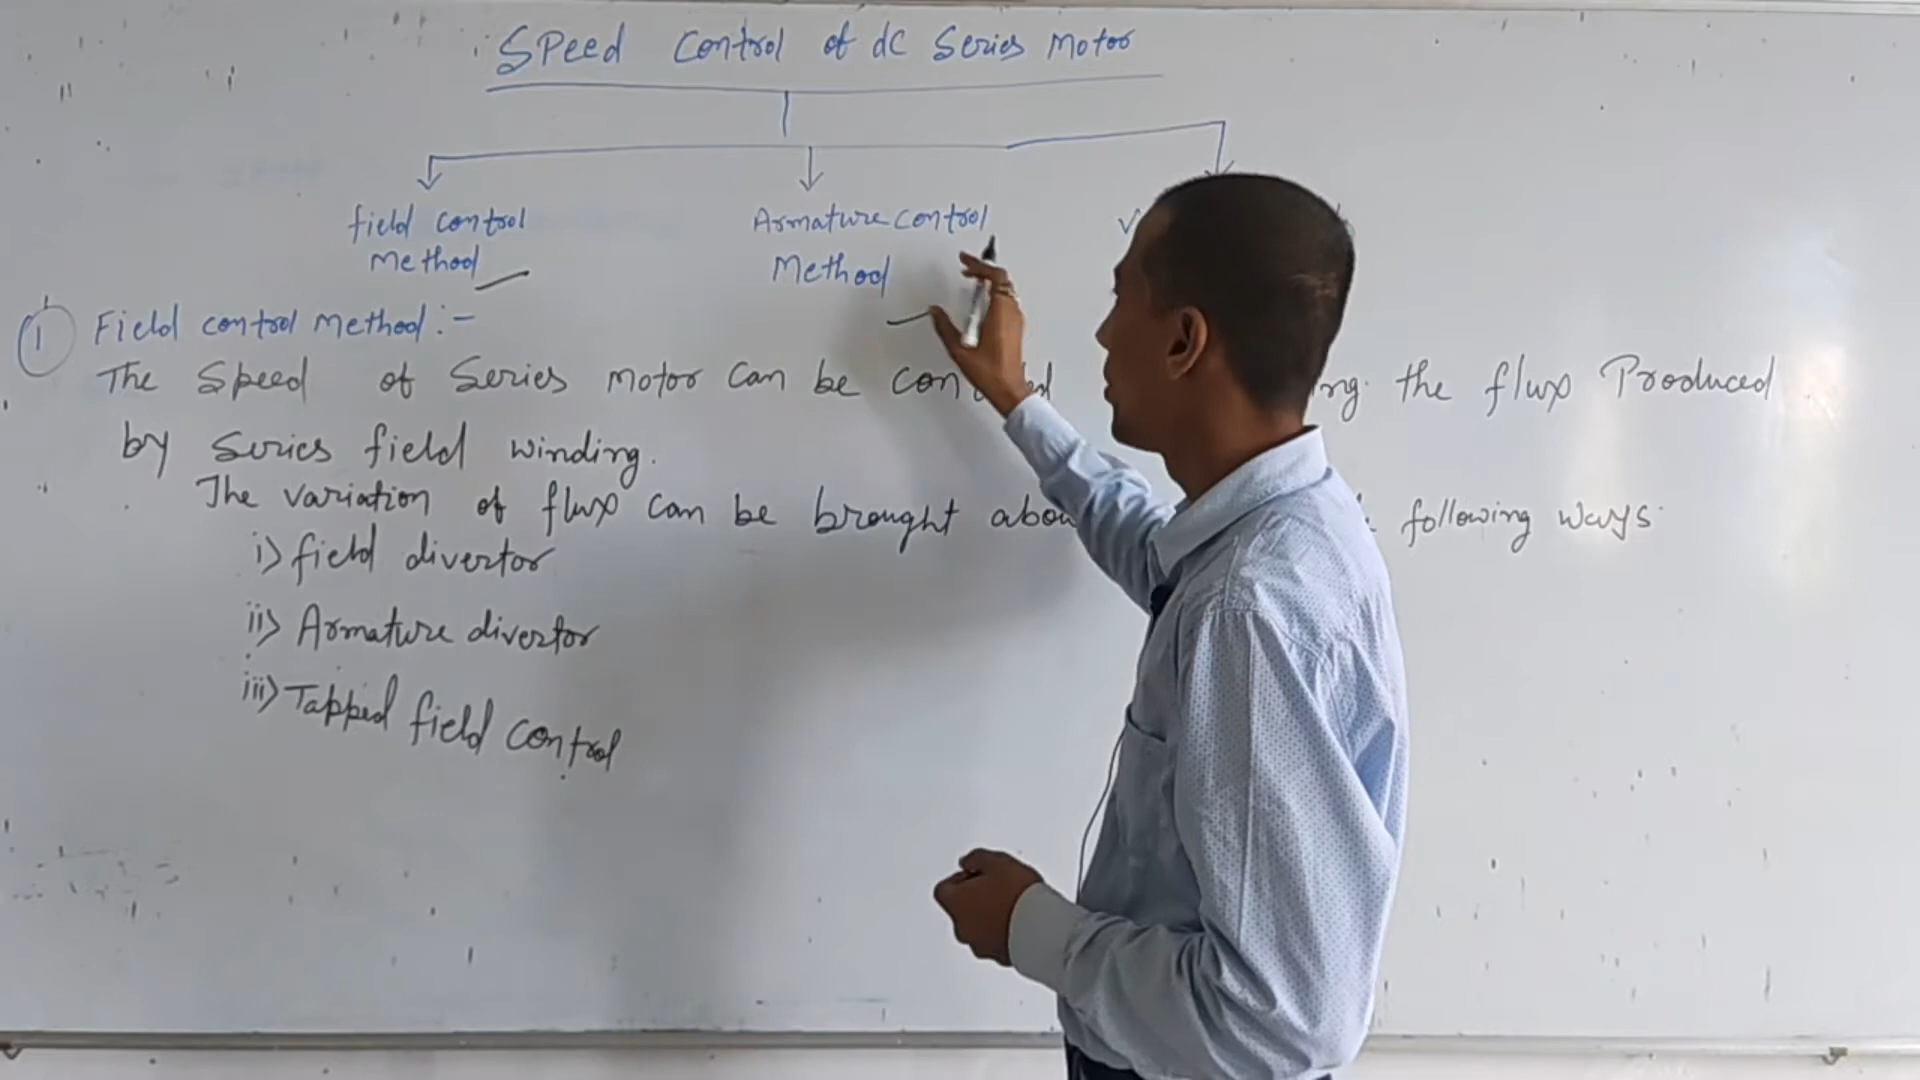 Speed Control of dc Series Motor
field control
Method
Armature control
Method
1 Field control Method:-
The Speed of Series motor can be the flux Produced
by Series field winding.
The variation of flux can be brought following ways.
i) field divertor
ii) Armature divertor
iii) Tapped field control